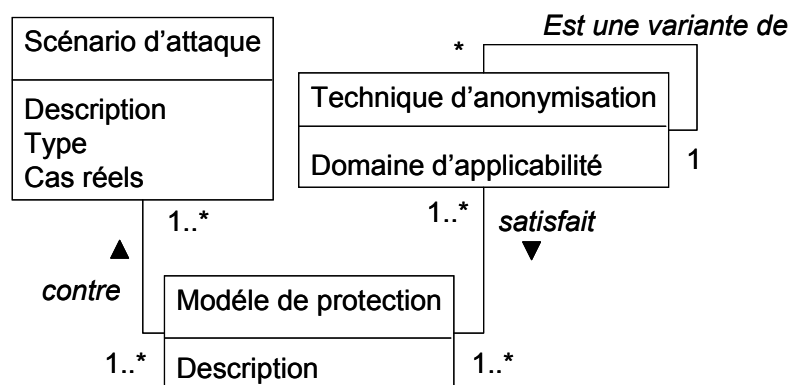 Scénario d'attaque
Description
Type
Cas réels
Est une variante de
*
Technique d'anonymisation
Domaine d'applicabilité
1
1..*
1..*
satisfait
▲
▼
contre
Modéle de protection
1..*
Description
1..*